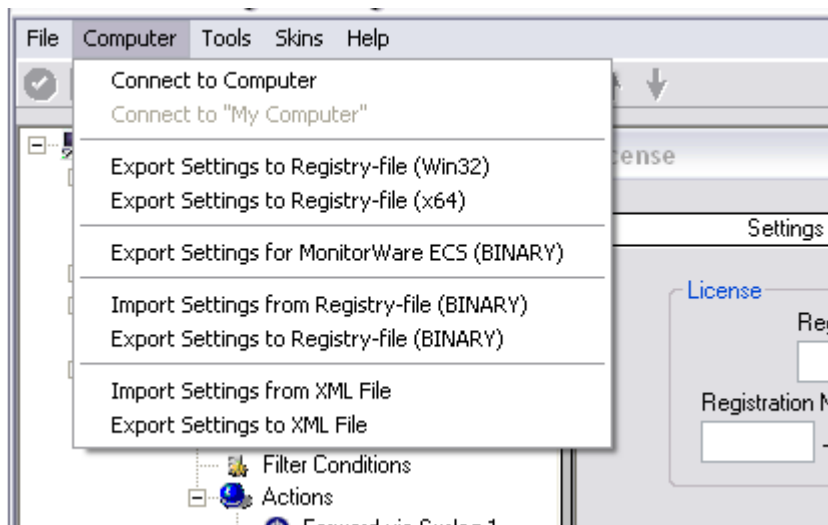 File Computer Tools Skins Help
Connect to Computer
Connect to "My Computer"
Export Settings to Registry-file (Win32)
Export Settings to Registry-file (x64)
Export Settings for MonitorWare ECS (BINARY)
Import Settings from Registry-file (BINARY)
Export Settings to Registry-file (BINARY)
Import Settings from XML File
Export Settings to XML File
Filter Conditions
Actions
cense
Settings
License
Reg
Registration N